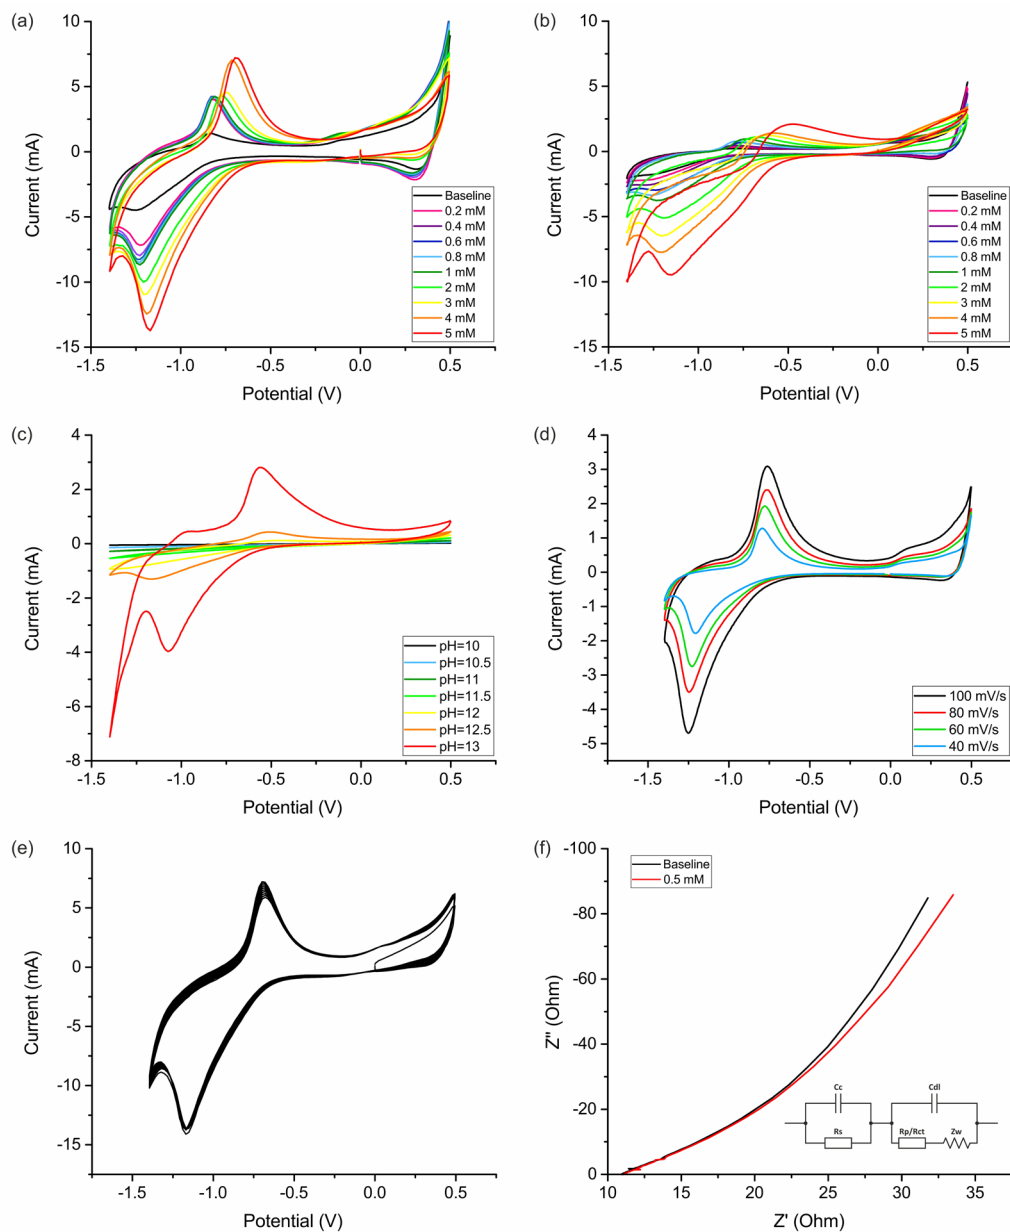 (a)
10
5
0
-5
-10
-15
Current (mA)
-1.5
-1.0
-0.5
0.0
0.5
Potential (V)
Baseline
0.2 mM
0.4 mM
0.6 mM
0.8 mM
1 mM
2 mM
3 mM
4 mM
5 mM
(b)
10
5
0
-5
-10
-15
Current (mA)
-1.5
-1.0
-0.5
0.0
0.5
Potential (V)
Baseline
0.2 mM
0.4 mM
0.6 mM
0.8 mM
1 mM
2 mM
3 mM
4 mM
5 mM
(c)
4
2
0
-2
-4
-6
-8
Current (mA)
-1.5
-1.0
-0.5
0.0
0.5
Potential (V)
pH=10
pH=10.5
pH=11
pH=11.5
pH=12
pH=12.5
pH=13
(d)
4
3
2
1
0
-1
-2
-3
-4
-5
Current (mA)
-1.5
-1.0
-0.5
0.0
0.5
Potential (V)
100 mV/s
80 mV/s
60 mV/s
40 mV/s
(e)
10
5
0
-5
-10
-15
Current (mA)
-1.5
-1.0
-0.5
0.0
0.5
Potential (V)
(f)
-100
-80
-60
-40
-20
0
Z'' (Ohm)
10
15
20
25
30
35
Z' (Ohm)
Baseline
0.5 mM
Cc
Rs
Cdl
Rp/Rct
Zw